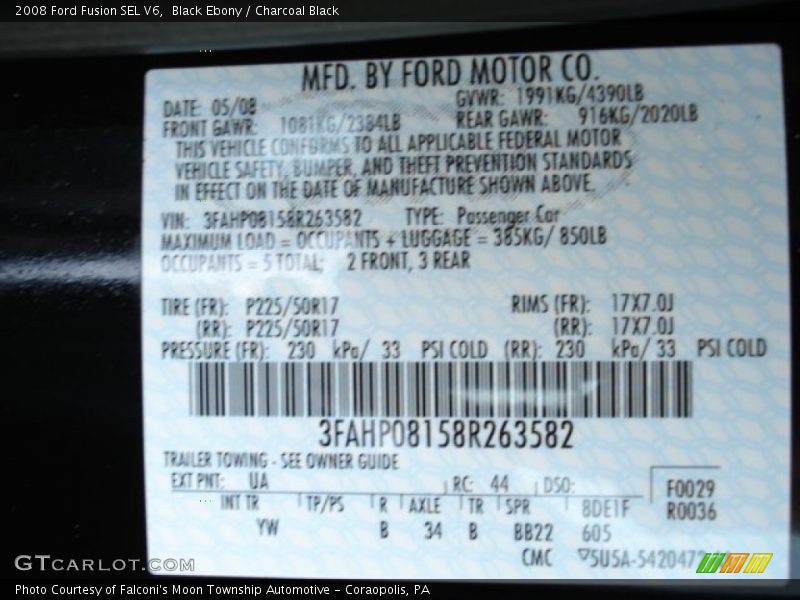 2008 Ford Fusion SEL V6,  Black Ebony / Charcoal Black
MFD. BY FORD MOTOR CO.
DATE: 05/08 GVWR: 1991KG/4390LB
FRONT GAWR: 1081KG/2384LB REAR GAWR: 916KG/2020LB
THIS VEHICLE CONFORMS TO ALL APPLICABLE FEDERAL MOTOR
VEHICLE SAFETY, BUMPER, AND THEFT PREVENTION STANDARDS
IN EFFECT ON THE DATE OF MANUFACTURE SHOWN ABOVE.
VIN: 3FAHP08158R263582 TYPE: Passenger Car
MAXIMUM LOAD = OCCUPANTS + LUGGAGE = 385KG/ 850LB
OCCUPANTS = 5 TOTAL; 2 FRONT, 3 REAR
TIRE (FR): P225/50R17 RIMS (FR): 17X7.0J
(RR): P225/50R17 (RR): 17X7.0J
PRESSURE (FR): 230 kPa/ 33 PSI COLD (RR): 230 kPa/ 33 PSI COLD
3FAHP08158R263582
TRAILER TOWING - SEE OWNER GUIDE
EXT PNT: UA RC: 44 DSO: F0029
INT TR TP/PS R AXLE TR SPR 8DE1F R0036
YW B 34 B BB22 605
CMC 5U5A-5420472
GTCARLOT.COM
Photo Courtesy of Falconi's Moon Township Automotive – Coraopolis, PA